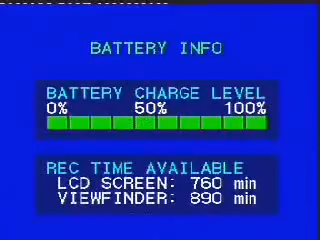 BATTERY INFO
BATTERY CHARGE LEVEL
0% 50% 100%
REC TIME AVAILABLE
LCD SCREEN: 760 min
VIEWFINDER: 890 min